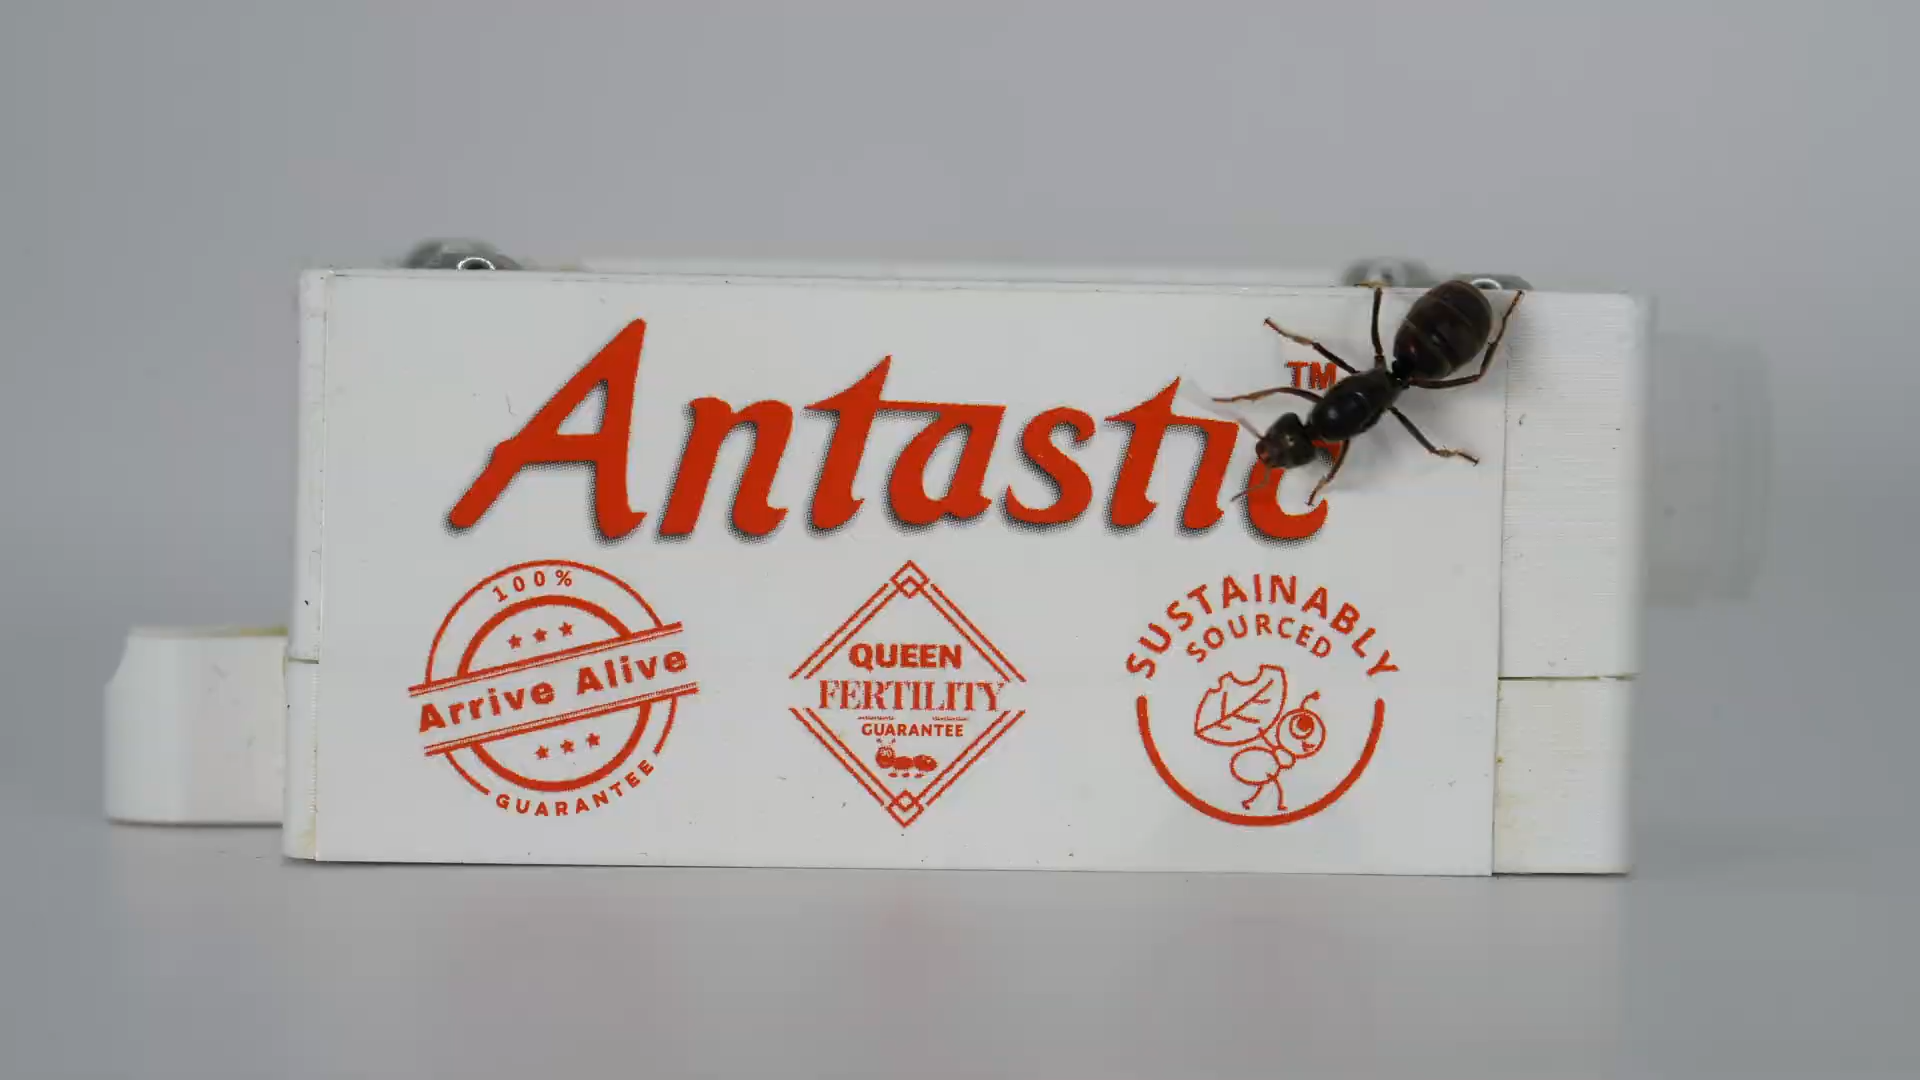 Antastic
TM
100%
Arrive Alive
GUARANTEE
QUEEN
FERTILITY
GUARANTEE
SUSTAINABLY
SOURCED